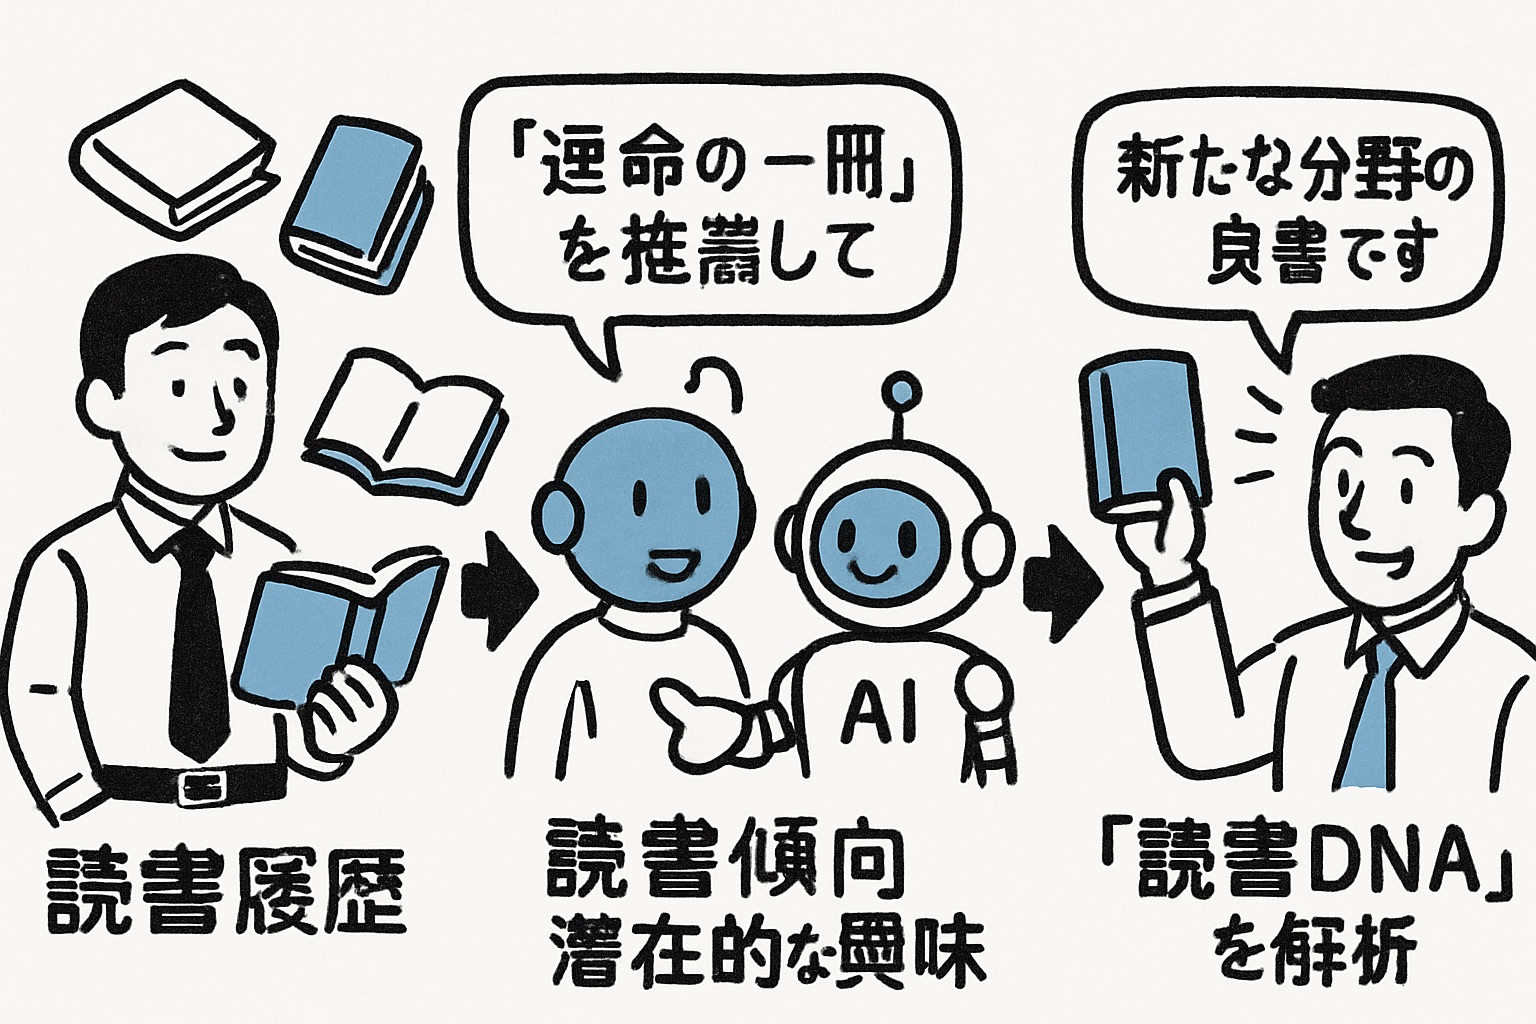 「運命の一冊」
を推薦して
新たな分野の
良書です
AI
読書履歴
読書傾向
潜在的な興味
「読書DNA」
を解析